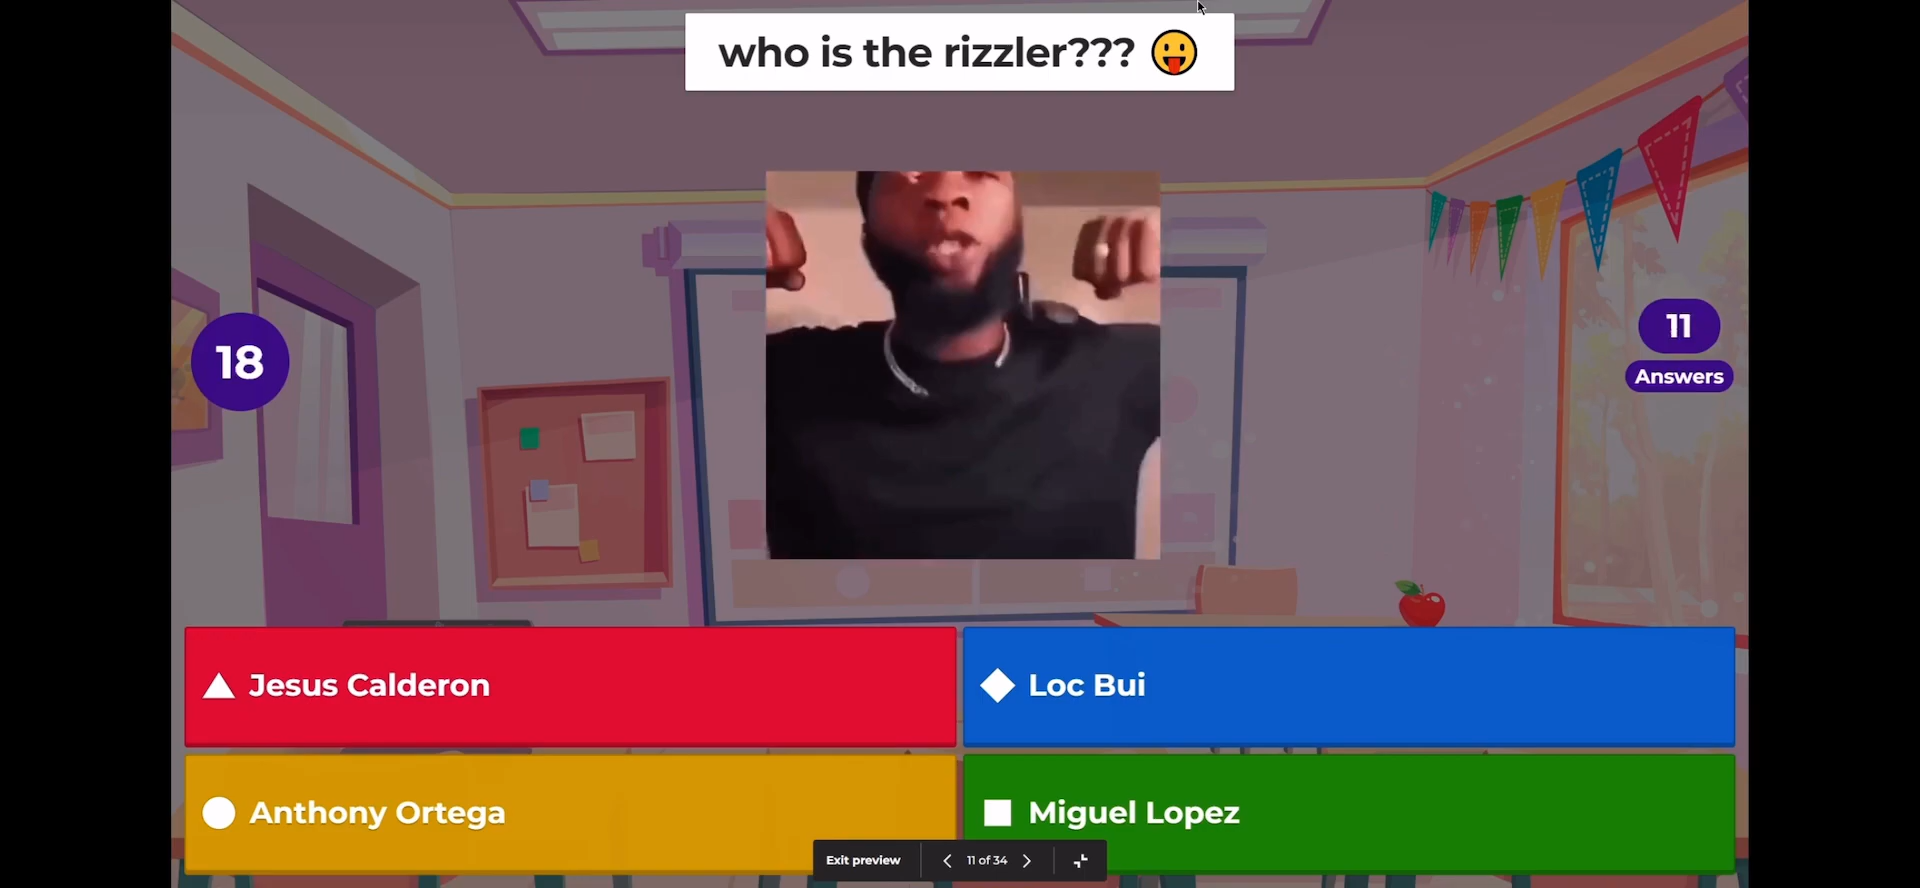 who is the rizzler??? 😛
18
11
Answers
Jesus Calderon
Loc Bui
Anthony Ortega
Miguel Lopez
Exit preview
11 of 34